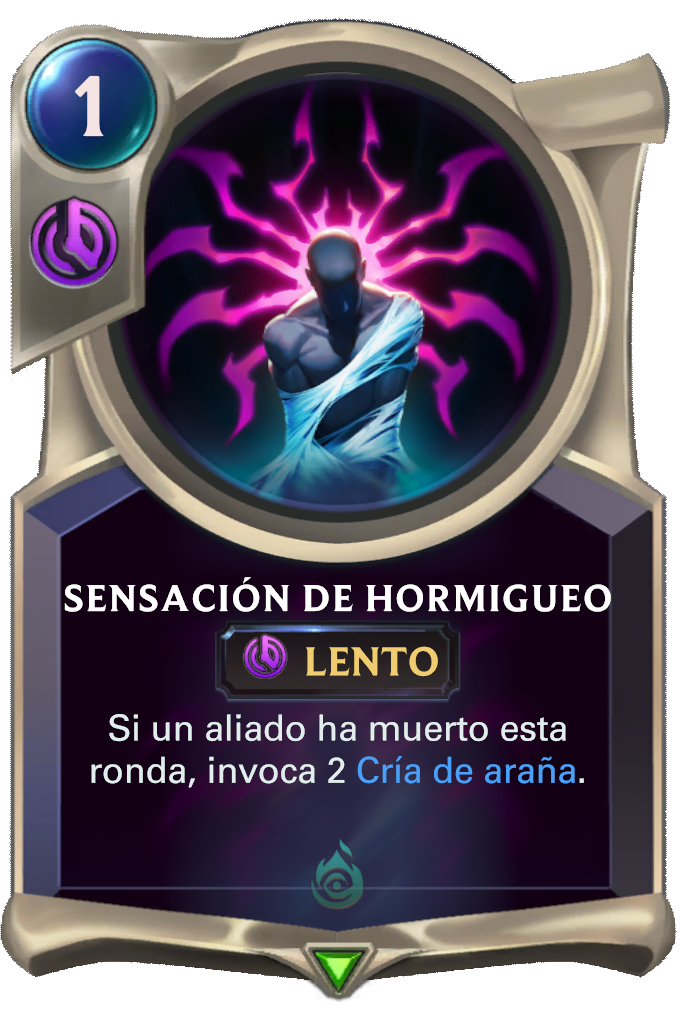 1
SENSACIÓN DE HORMIGUEO
LENTO
Si un aliado ha muerto esta
ronda, invoca 2 Cría de araña.